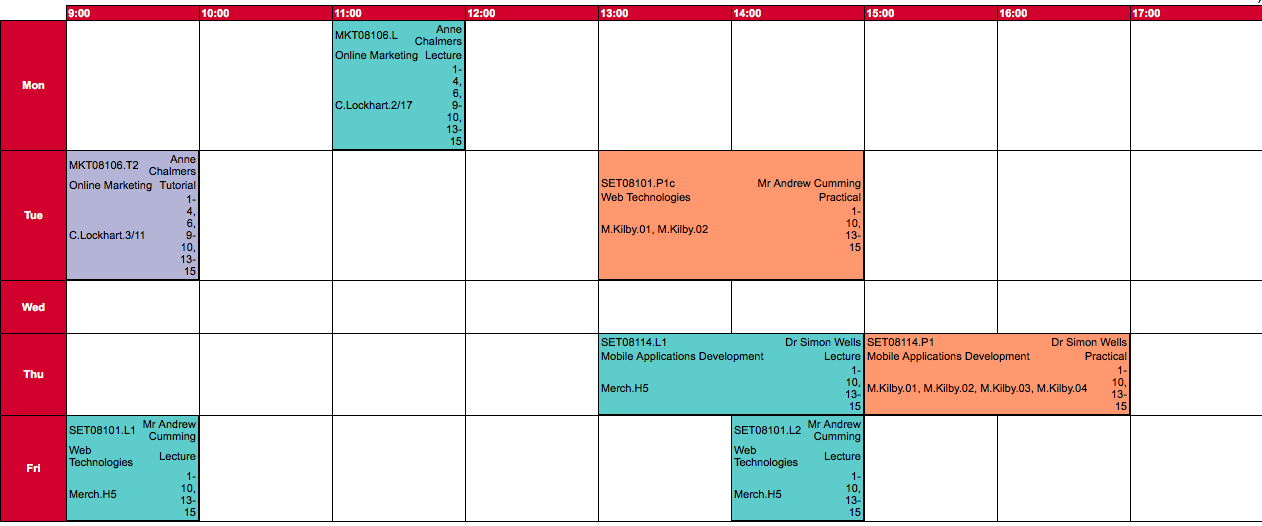 9:00 10:00 11:00 12:00 13:00 14:00 15:00 16:00 17:00
Mon
MKT08106.L Anne Chalmers
Online Marketing Lecture
C.Lockhart.2/17 1-4, 6, 9-10, 13-15
Tue
MKT08106.T2 Anne Chalmers
Online Marketing Tutorial
C.Lockhart.3/11 1-4, 6, 9-10, 13-15
SET08101.P1c Mr Andrew Cumming
Web Technologies Practical
M.Kilby.01, M.Kilby.02 1-10, 13-15
Wed
Thu
SET08114.L1 Dr Simon Wells
Mobile Applications Development Lecture
Merch.H5 1-10, 13-15
SET08114.P1 Dr Simon Wells
Mobile Applications Development Practical
M.Kilby.01, M.Kilby.02, M.Kilby.03, M.Kilby.04 1-10, 13-15
Fri
SET08101.L1 Mr Andrew Cumming
Web Technologies Lecture
Merch.H5 1-10, 13-15
SET08101.L2 Mr Andrew Cumming
Web Technologies Lecture
Merch.H5 1-10, 13-15